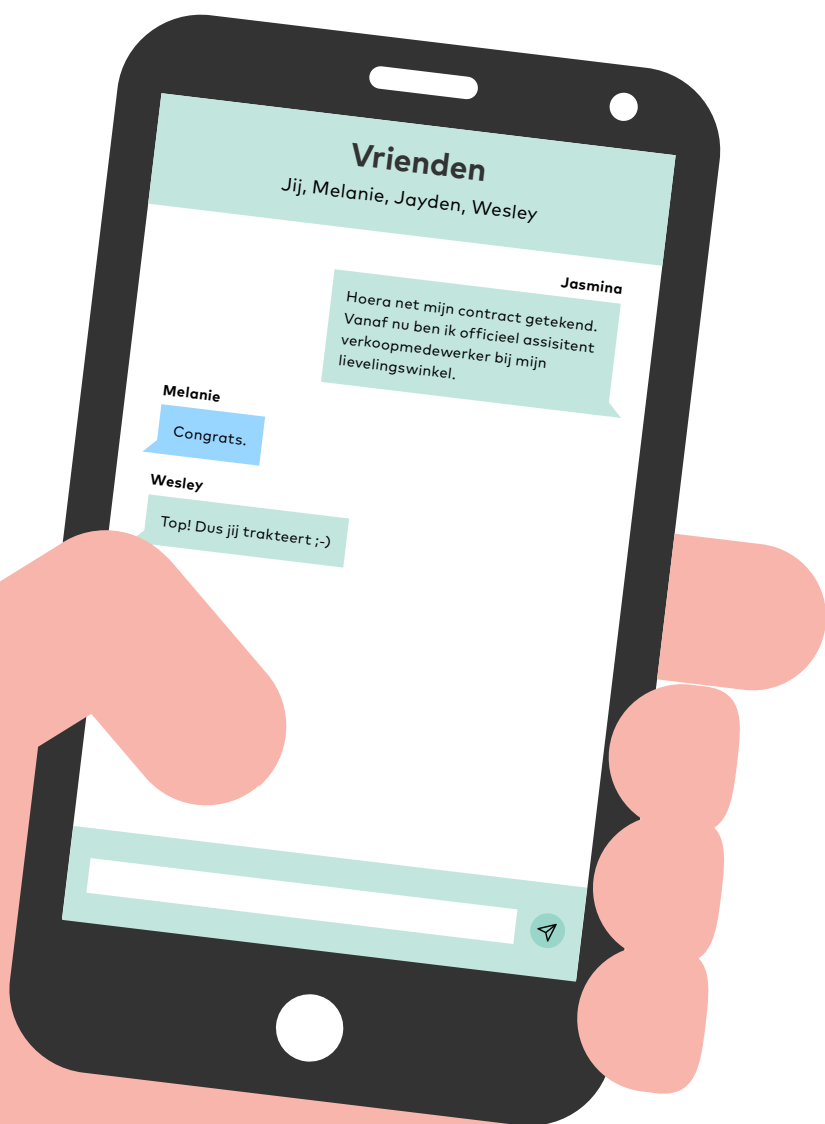 Vrienden
Jij, Melanie, Jayden, Wesley
Jasmina
Hoera net mijn contract getekend.
Vanaf nu ben ik officieel assisitent
verkoopmedewerker bij mijn
lievelingswinkel.
Melanie
Congrats.
Wesley
Top! Dus jij trakteert ;-)